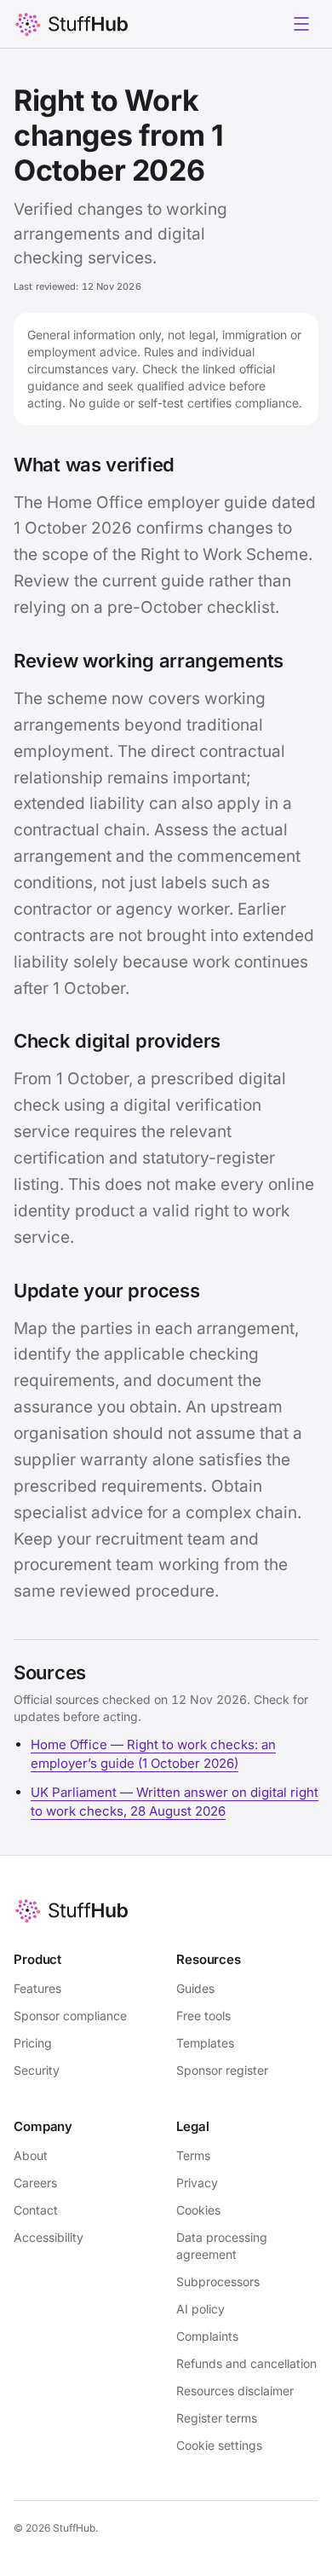 StuffHub
Right to Work
changes from 1
October 2026
Verified changes to working
arrangements and digital
checking services.
Last reviewed: 12 Nov 2026
General information only, not legal, immigration or
employment advice. Rules and individual
circumstances vary. Check the linked official
guidance and seek qualified advice before
acting. No guide or self-test certifies compliance.
What was verified
The Home Office employer guide dated
1 October 2026 confirms changes to
the scope of the Right to Work Scheme.
Review the current guide rather than
relying on a pre-October checklist.
Review working arrangements
The scheme now covers working
arrangements beyond traditional
employment. The direct contractual
relationship remains important;
extended liability can also apply in a
contractual chain. Assess the actual
arrangement and the commencement
conditions, not just labels such as
contractor or agency worker. Earlier
contracts are not brought into extended
liability solely because work continues
after 1 October.
Check digital providers
From 1 October, a prescribed digital
check using a digital verification
service requires the relevant
certification and statutory-register
listing. This does not make every online
identity product a valid right to work
service.
Update your process
Map the parties in each arrangement,
identify the applicable checking
requirements, and document the
assurance you obtain. An upstream
organisation should not assume that a
supplier warranty alone satisfies the
prescribed requirements. Obtain
specialist advice for a complex chain.
Keep your recruitment team and
procurement team working from the
same reviewed procedure.
Sources
Official sources checked on 12 Nov 2026. Check for
updates before acting.
Home Office — Right to work checks: an
employer’s guide (1 October 2026)
UK Parliament — Written answer on digital right
to work checks, 28 August 2026
StuffHub
Product
Features
Sponsor compliance
Pricing
Security
Resources
Guides
Free tools
Templates
Sponsor register
Company
About
Careers
Contact
Accessibility
Legal
Terms
Privacy
Cookies
Data processing
agreement
Subprocessors
AI policy
Complaints
Refunds and cancellation
Resources disclaimer
Register terms
Cookie settings
© 2026 StuffHub.